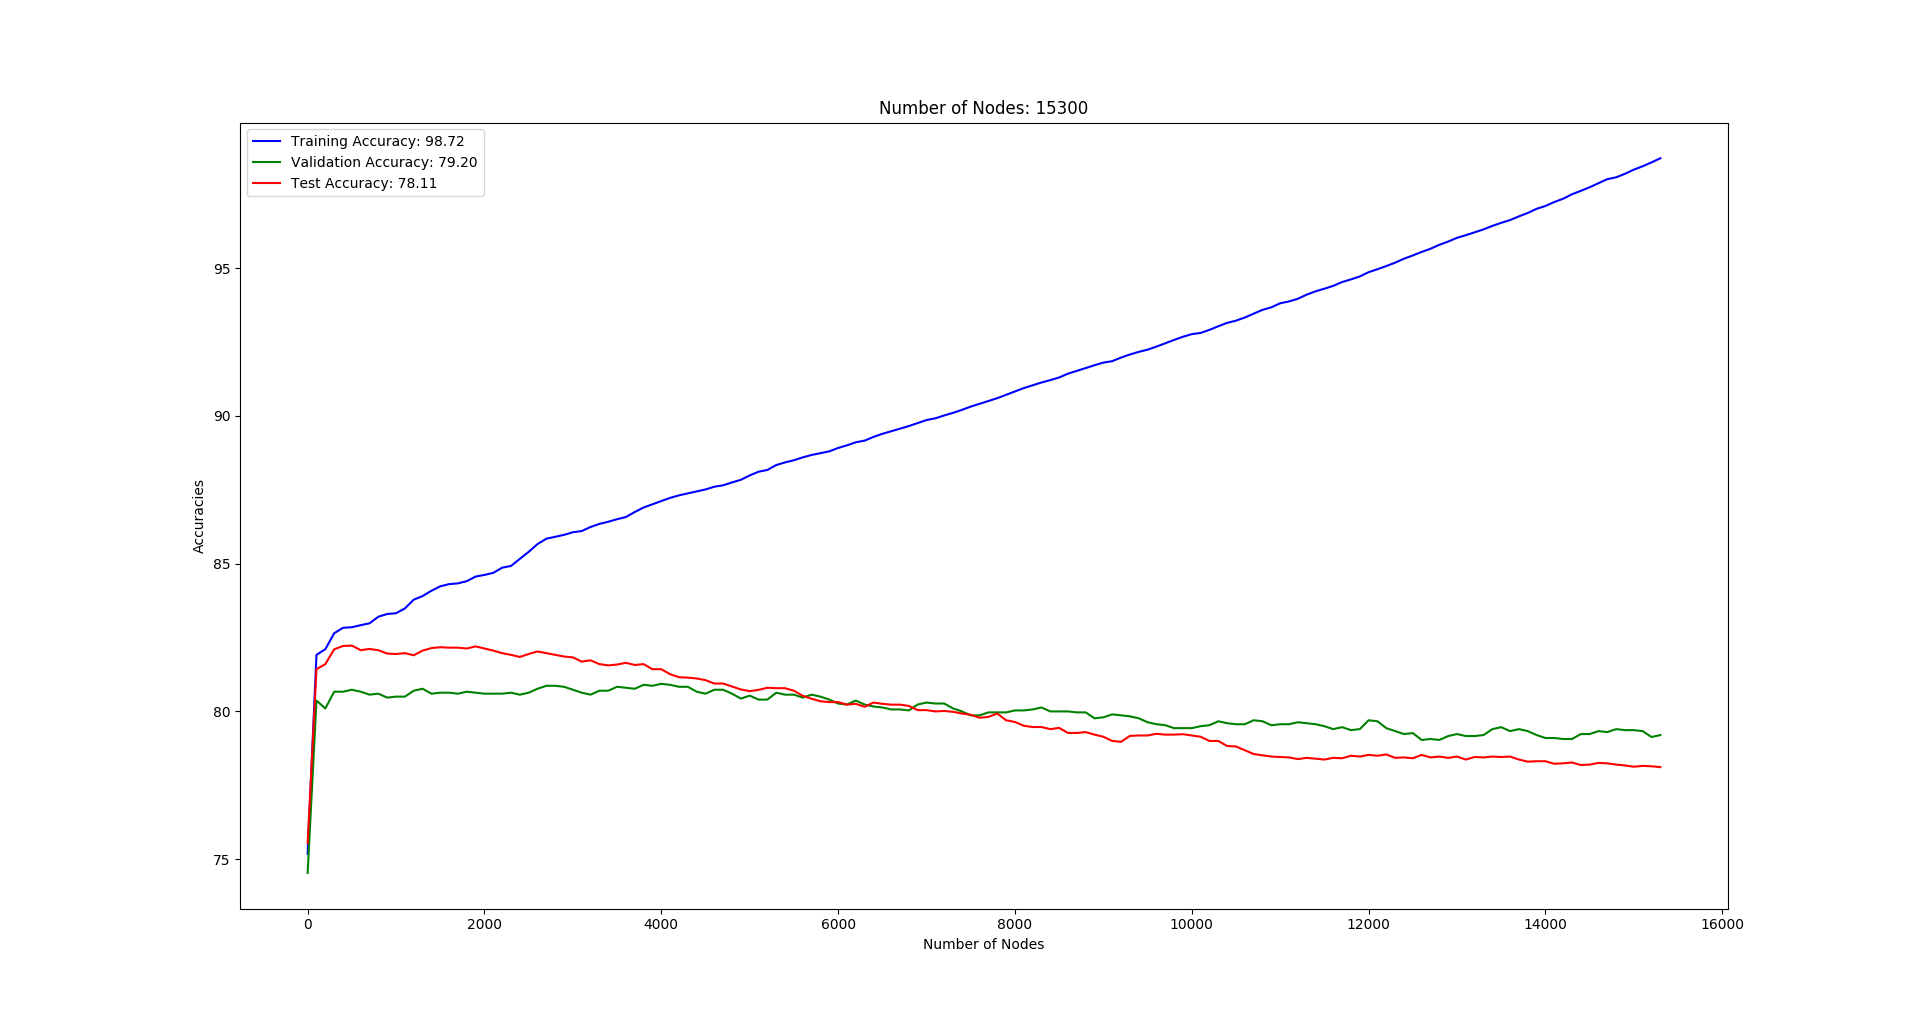 Number of Nodes: 15300
Training Accuracy: 98.72
Validation Accuracy: 79.20
Test Accuracy: 78.11
95
90
85
80
75
Accuracies
0 2000 4000 6000 8000 10000 12000 14000 16000
Number of Nodes